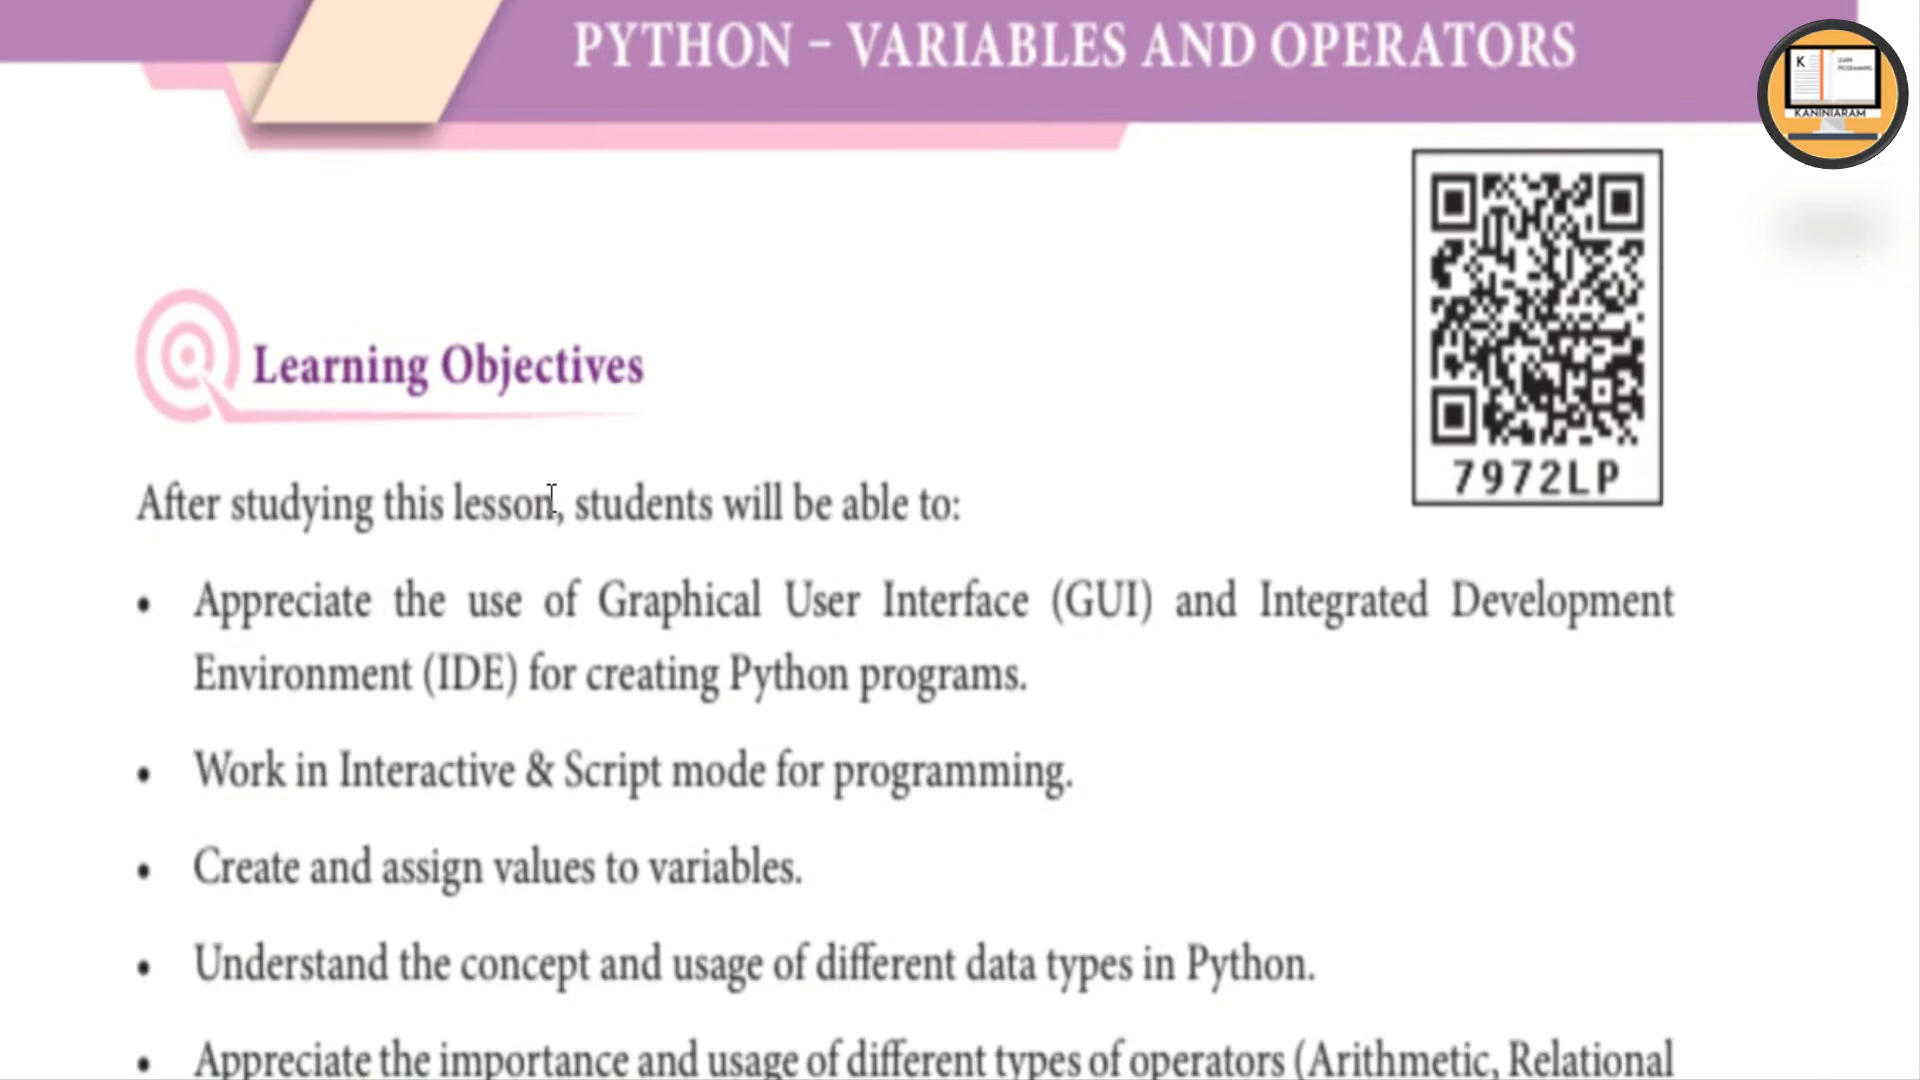 PYTHON – VARIABLES AND OPERATORS
K
LEARN
PROGRAMMING
KANINIARAM
7972LP
Learning Objectives
After studying this lesson, students will be able to:
• Appreciate the use of Graphical User Interface (GUI) and Integrated Development
Environment (IDE) for creating Python programs.
• Work in Interactive & Script mode for programming.
• Create and assign values to variables.
• Understand the concept and usage of different data types in Python.
• Appreciate the importance and usage of different types of operators (Arithmetic, Relational